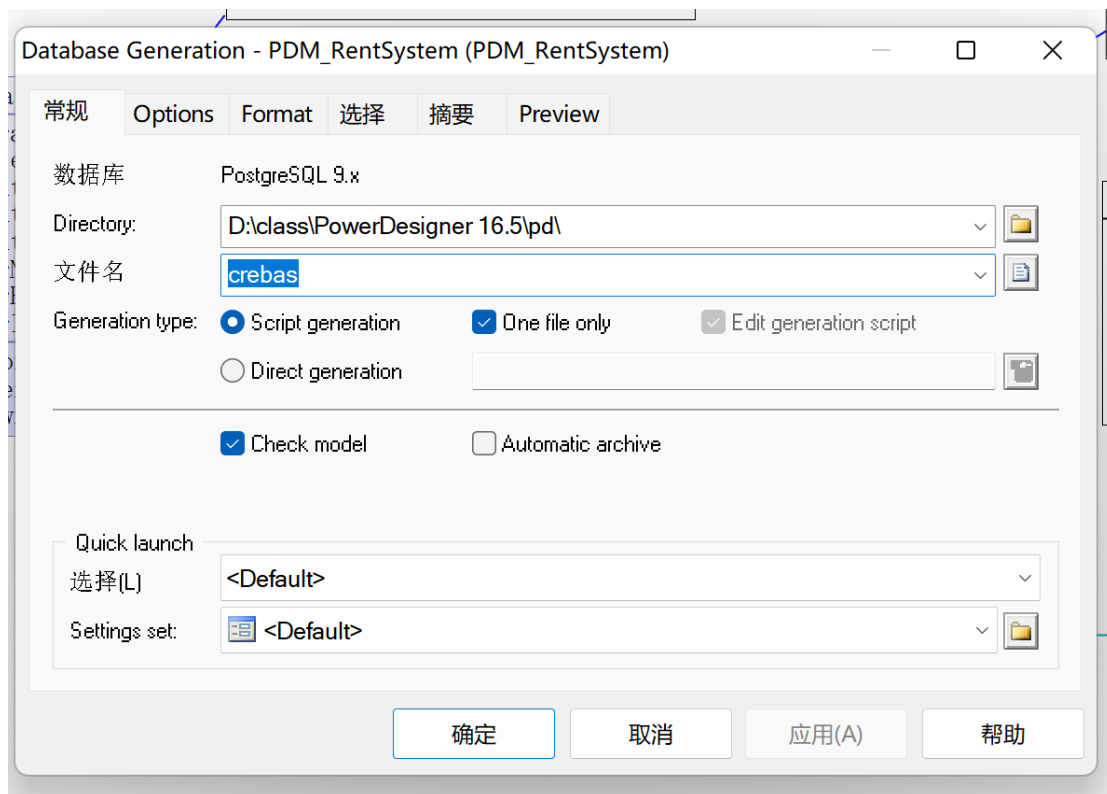 Database Generation - PDM_RentSystem (PDM_RentSystem)
常规 Options Format 选择 摘要 Preview
数据库 PostgreSQL 9.x
Directory: D:\class\PowerDesigner 16.5\pd\
文件名 crebas
Generation type: Script generation One file only Edit generation script
Direct generation
Check model Automatic archive
Quick launch
选择(L) <Default>
Settings set: <Default>
确定 取消 应用(A) 帮助